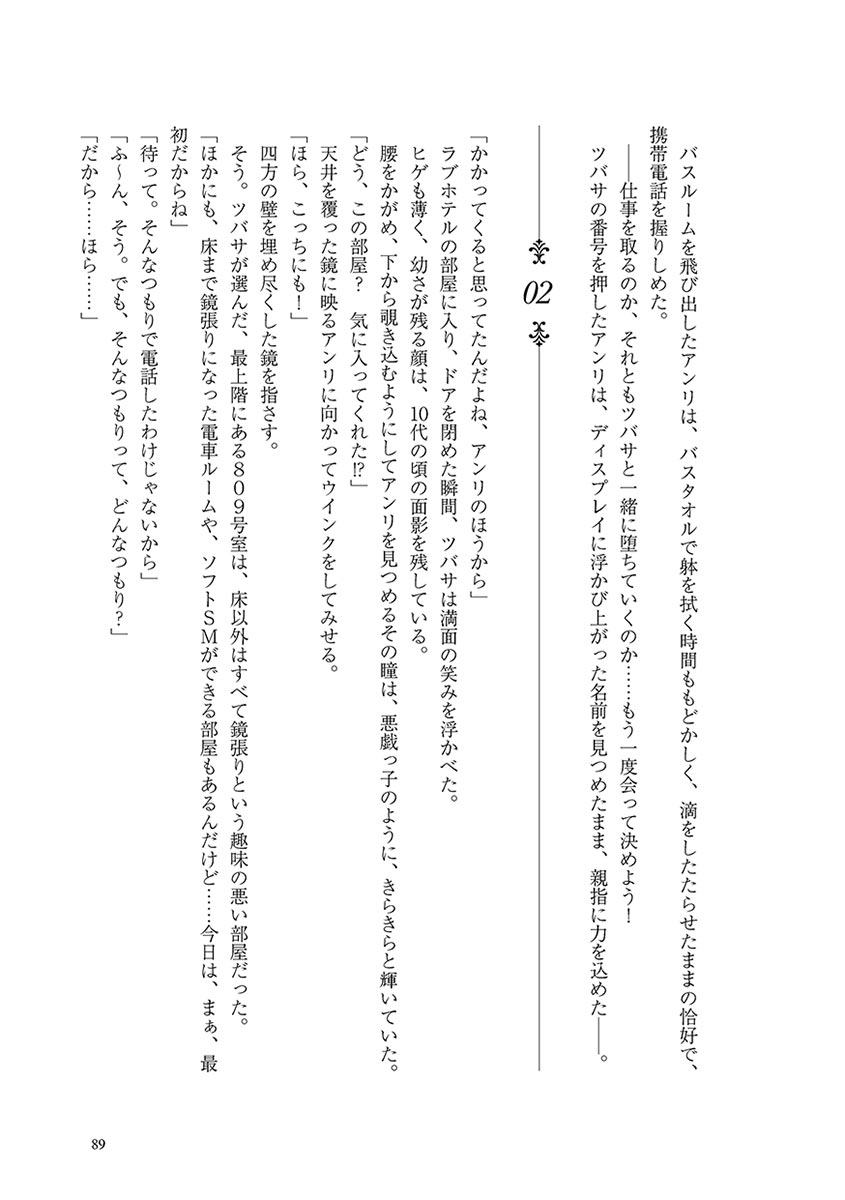 バスルームを飛び出したアンリは、バスタオルで躰を拭く時間ももどかしく、滴をしたたらせたままの恰好で、
携帯電話を握りしめた。
　――仕事を取るのか、それともツバサと一緒に堕ちていくのか……もう一度会って決めよう！
　ツバサの番号を押したアンリは、ディスプレイに浮かび上がった名前を見つめたまま、親指に力を込めた――。
02
「かかってくると思ってたんだよね、アンリのほうから」
　ラブホテルの部屋に入り、ドアを閉めた瞬間、ツバサは満面の笑みを浮かべた。
　ヒゲも薄く、幼さが残る顔は、10代の頃の面影を残している。
　腰をかがめ、下から覗き込むようにしてアンリを見つめるその瞳は、悪戯っ子のように、きらきらと輝いていた。
「どう、この部屋？　気に入ってくれた!?」
　天井を覆った鏡に映るアンリに向かってウインクをしてみせる。
「ほら、こっちにも！」
　四方の壁を埋め尽くした鏡を指さす。
　そう。ツバサが選んだ、最上階にある８０９号室は、床以外はすべて鏡張りという趣味の悪い部屋だった。
「ほかにも、床まで鏡張りになった電車ルームや、ソフトＳＭができる部屋もあるんだけど……今日は、まぁ、最
初だからね」
「待って。そんなつもりで電話したわけじゃないから」
「ふ～ん、そう。でも、そんなつもりって、どんなつもり？」
「だから……ほら……」
89